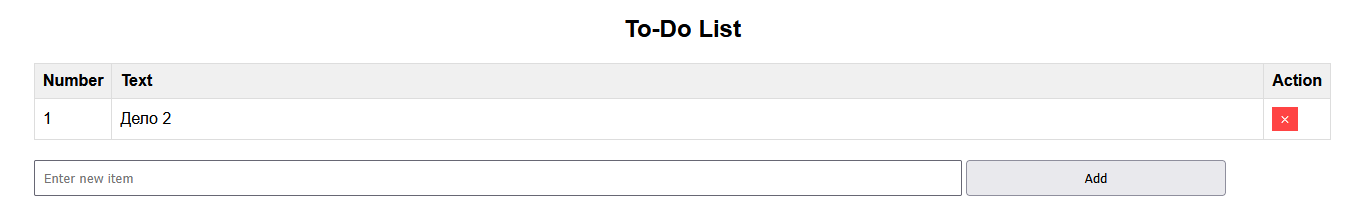 To-Do List
Number Text Action
1 Дело 2 ×
Enter new item Add